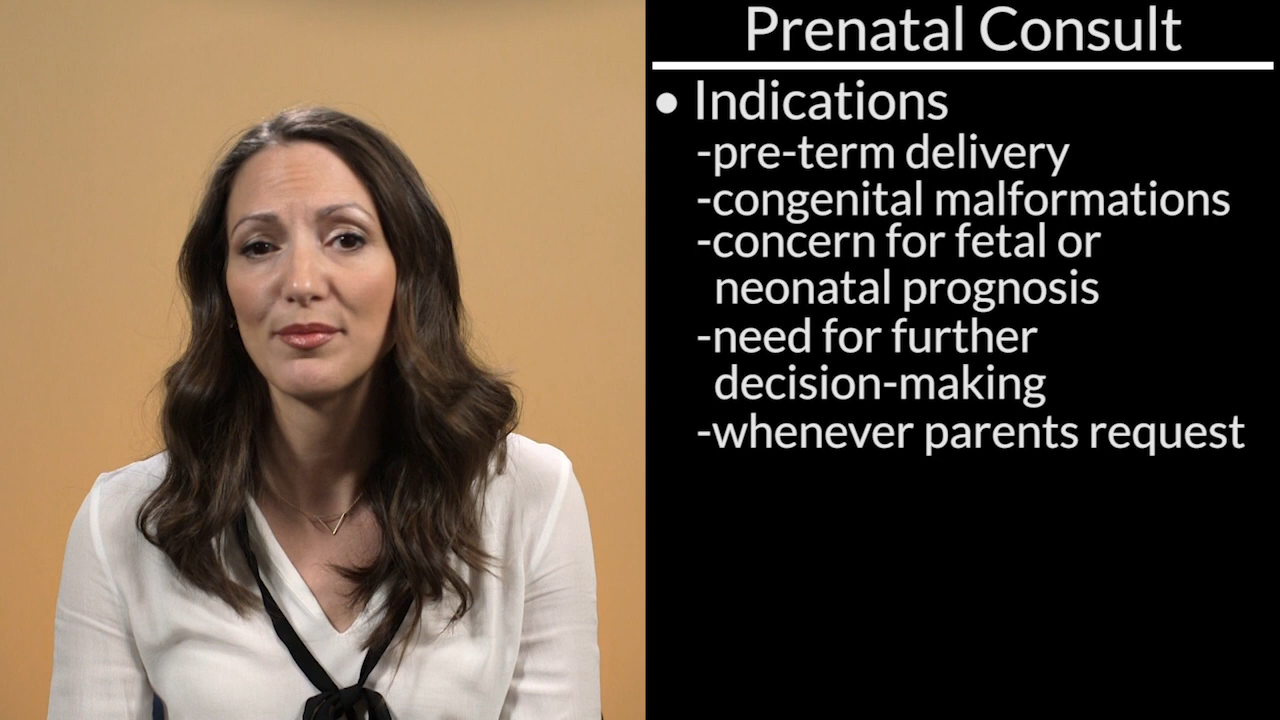 Prenatal Consult
• Indications
-pre-term delivery
-congenital malformations
-concern for fetal or
neonatal prognosis
-need for further
decision-making
-whenever parents request